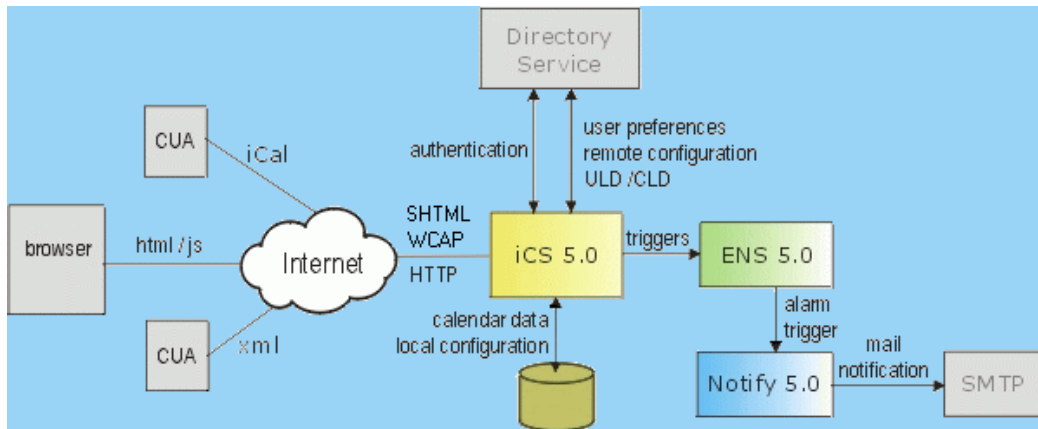 Directory
Service
CUA
iCal
authentication
user preferences
remote configuration
ULD /CLD
browser
html / js
Internet
SHTML
WCAP
HTTP
iCS 5.0
triggers
ENS 5.0
CUA
xml
calendar data
local configuration
alarm
trigger
Notify 5.0
mail
notification
SMTP